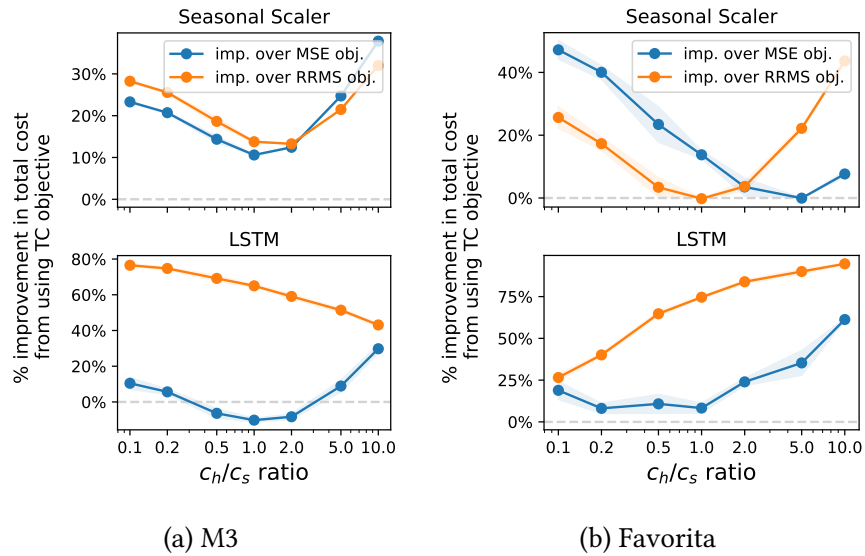 Seasonal Scaler
imp. over MSE obj.
imp. over RRMS obj.
30%
20%
10%
0%
LSTM
80%
60%
40%
20%
0%
0.1 0.2 0.5 1.0 2.0 5.0 10.0
c_h/c_s ratio
% improvement in total cost
from using TC objective
(a) M3
Seasonal Scaler
imp. over MSE obj.
imp. over RRMS obj.
40%
20%
0%
LSTM
75%
50%
25%
0%
0.1 0.2 0.5 1.0 2.0 5.0 10.0
c_h/c_s ratio
% improvement in total cost
from using TC objective
(b) Favorita